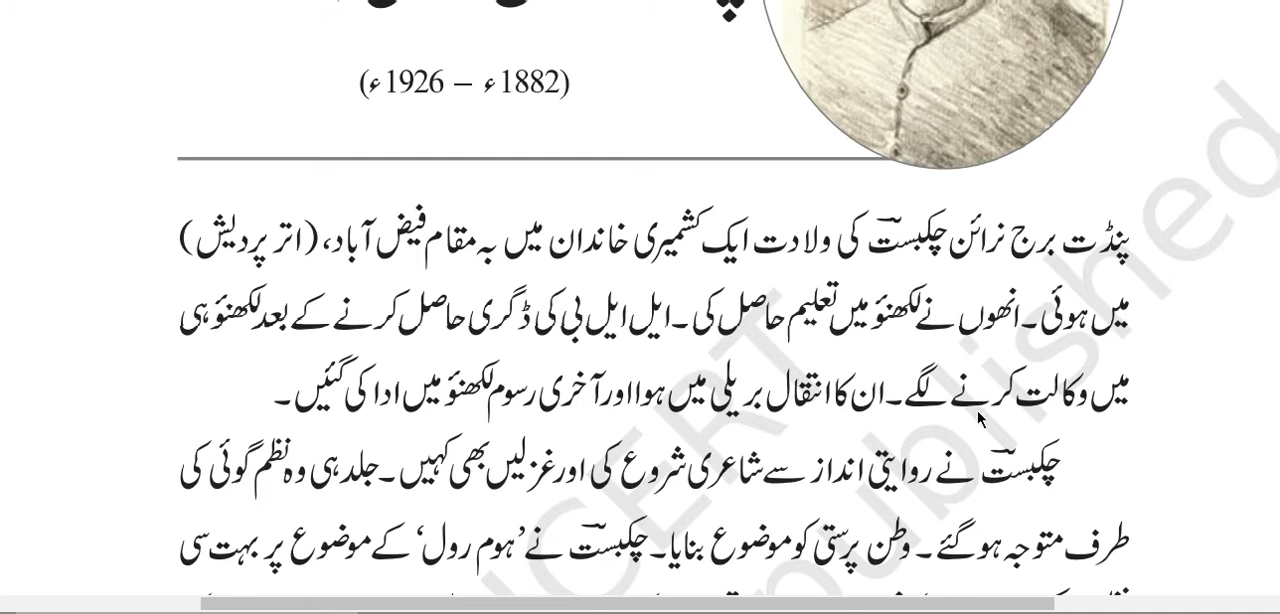 (1882ء – 1926ء)
پنڈت برج نرائن چکبستؔ کی ولادت ایک کشمیری خاندان میں بہ مقام فیض آباد، (اتر پردیش)
میں ہوئی۔ انھوں نے لکھنؤ میں تعلیم حاصل کی۔ ایل ایل بی کی ڈگری حاصل کرنے کے بعد لکھنؤ ہی
میں وکالت کرنے لگے۔ ان کا انتقال بریلی میں ہوا اور آخری رسوم لکھنؤ میں ادا کی گئیں۔
چکبستؔ نے روایتی انداز سے شاعری شروع کی اور غزلیں بھی کہیں۔ جلد ہی وہ نظم گوئی کی
طرف متوجہ ہو گئے۔ وطن پرستی کو موضوع بنایا۔ چکبستؔ نے ’ہوم رول‘ کے موضوع پر بہت سی
NCERT
published